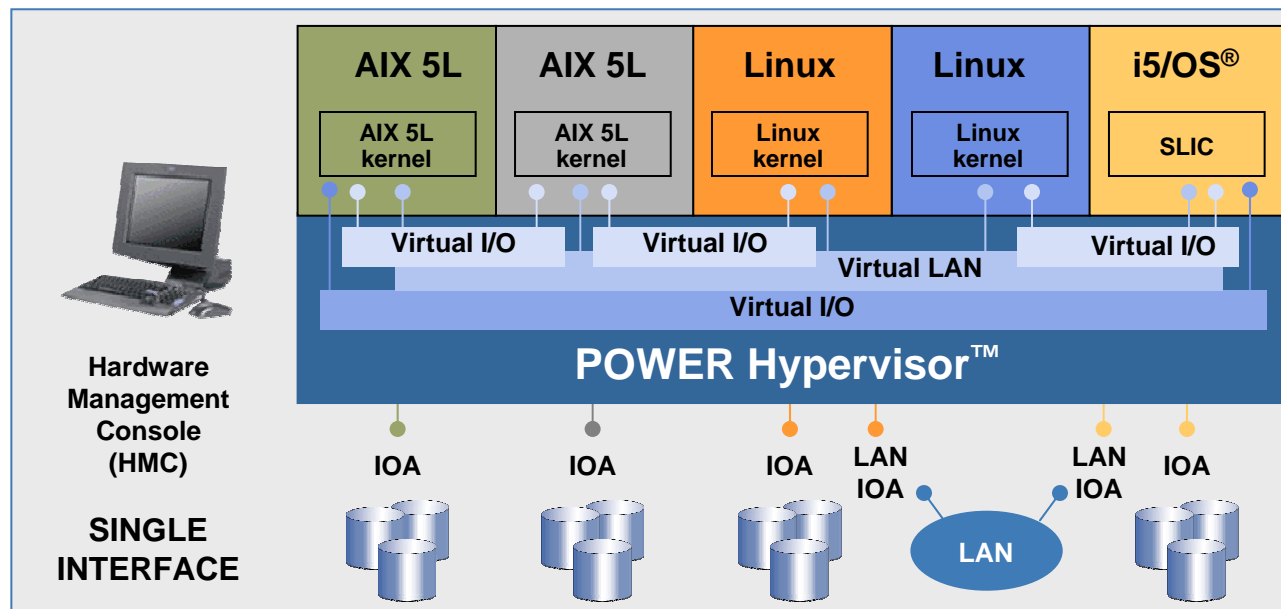 AIX 5L
AIX 5L
Linux
Linux
i5/OS®
AIX 5L
kernel
AIX 5L
kernel
Linux
kernel
Linux
kernel
SLIC
Virtual I/O
Virtual I/O
Virtual I/O
Virtual LAN
Virtual I/O
POWER Hypervisor™
Hardware
Management
Console
(HMC)
SINGLE
INTERFACE
IOA
IOA
IOA
LAN
IOA
LAN
IOA
IOA
LAN